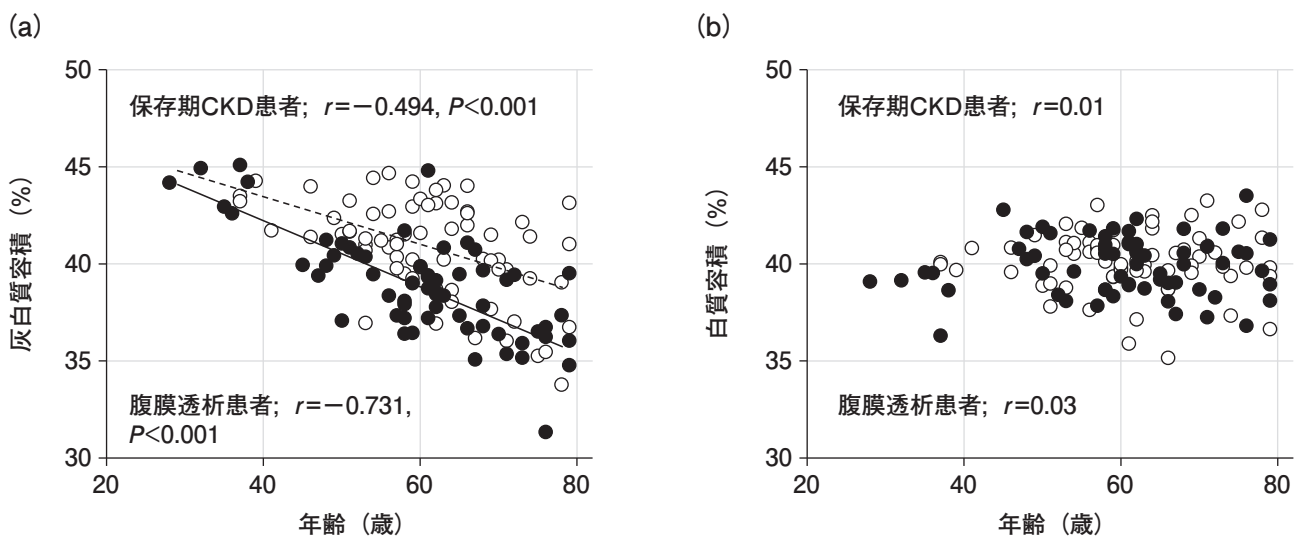 (a)
50
45
40
35
30
灰白質容積（%）
保存期CKD患者; r=−0.494, P<0.001
腹膜透析患者; r=−0.731,
P<0.001
20
40
60
80
年齢（歳）
(b)
50
45
40
35
30
白質容積（%）
保存期CKD患者; r=0.01
腹膜透析患者; r=0.03
20
40
60
80
年齢（歳）